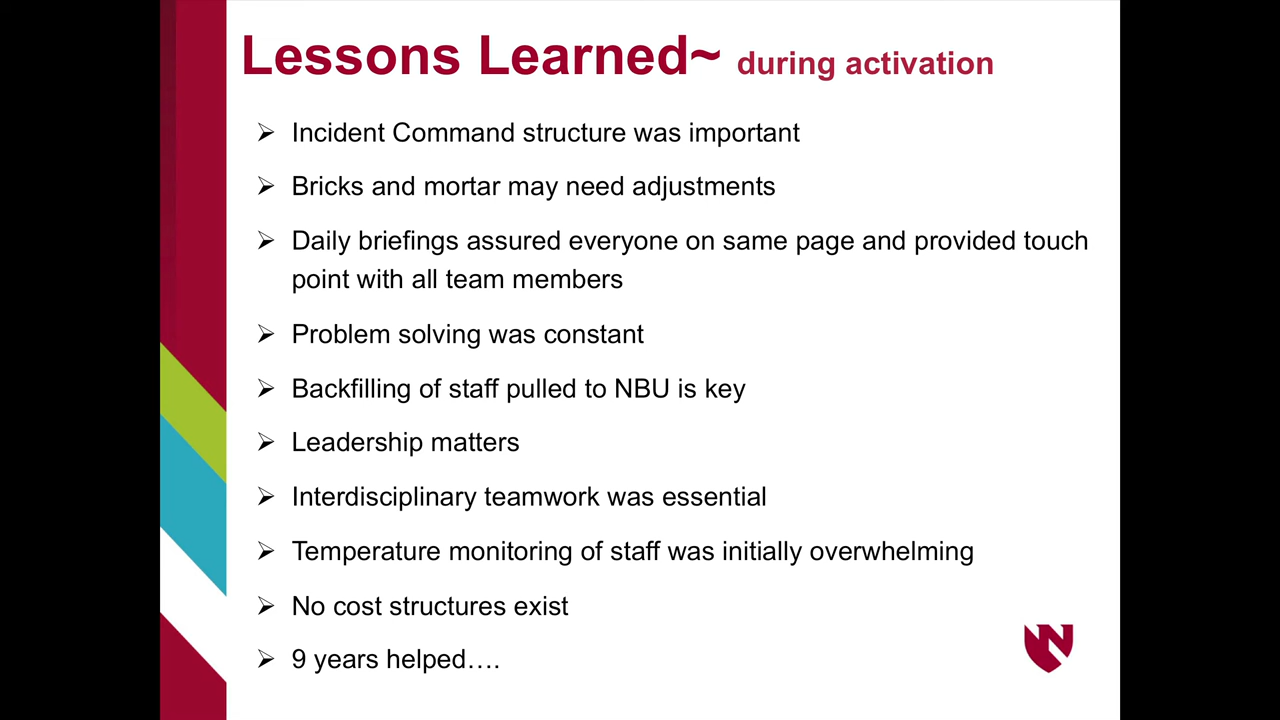 Lessons Learned~ during activation
➢ Incident Command structure was important
➢ Bricks and mortar may need adjustments
➢ Daily briefings assured everyone on same page and provided touch
point with all team members
➢ Problem solving was constant
➢ Backfilling of staff pulled to NBU is key
➢ Leadership matters
➢ Interdisciplinary teamwork was essential
➢ Temperature monitoring of staff was initially overwhelming
➢ No cost structures exist
➢ 9 years helped….